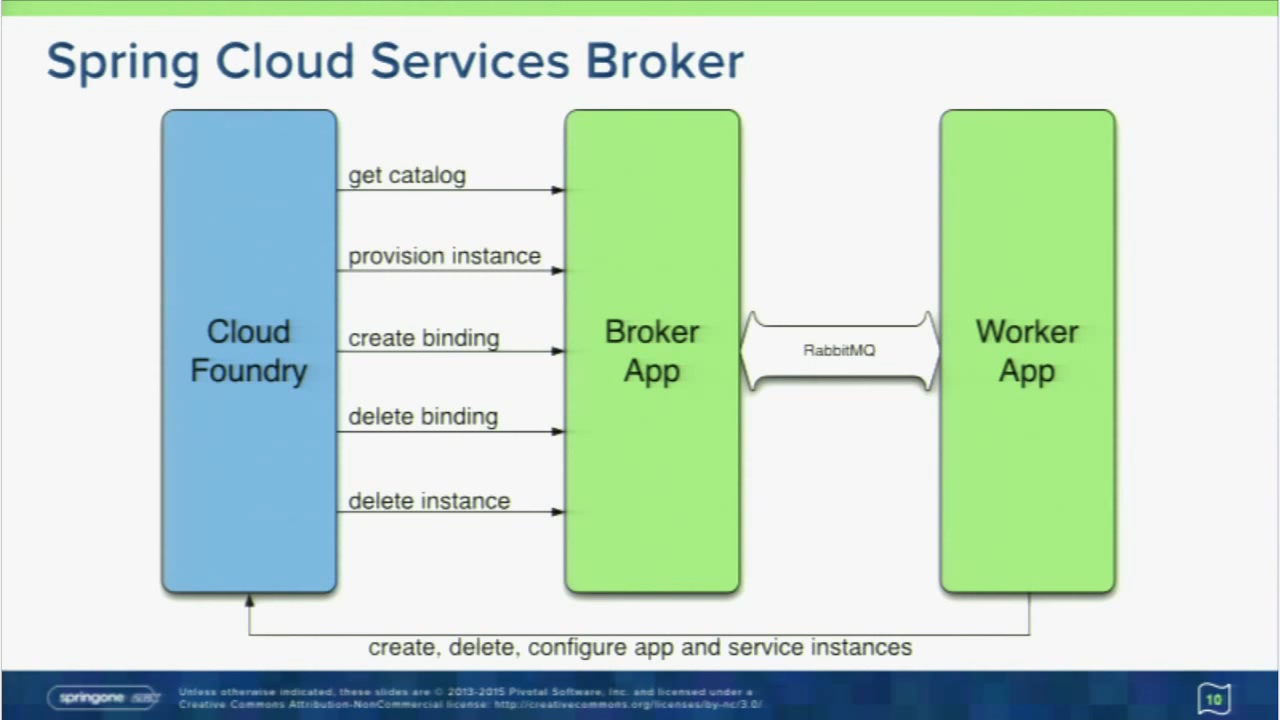 Spring Cloud Services Broker
get catalog
provision instance
create binding
delete binding
delete instance
Cloud
Foundry
Broker
App
RabbitMQ
Worker
App
create, delete, configure app and service instances
springone
Unless otherwise indicated, these slides are © 2013-2015 Pivotal Software, Inc. and licensed under a
Creative Commons Attribution-NonCommercial license: http://creativecommons.org/licenses/by-nc/3.0/
10